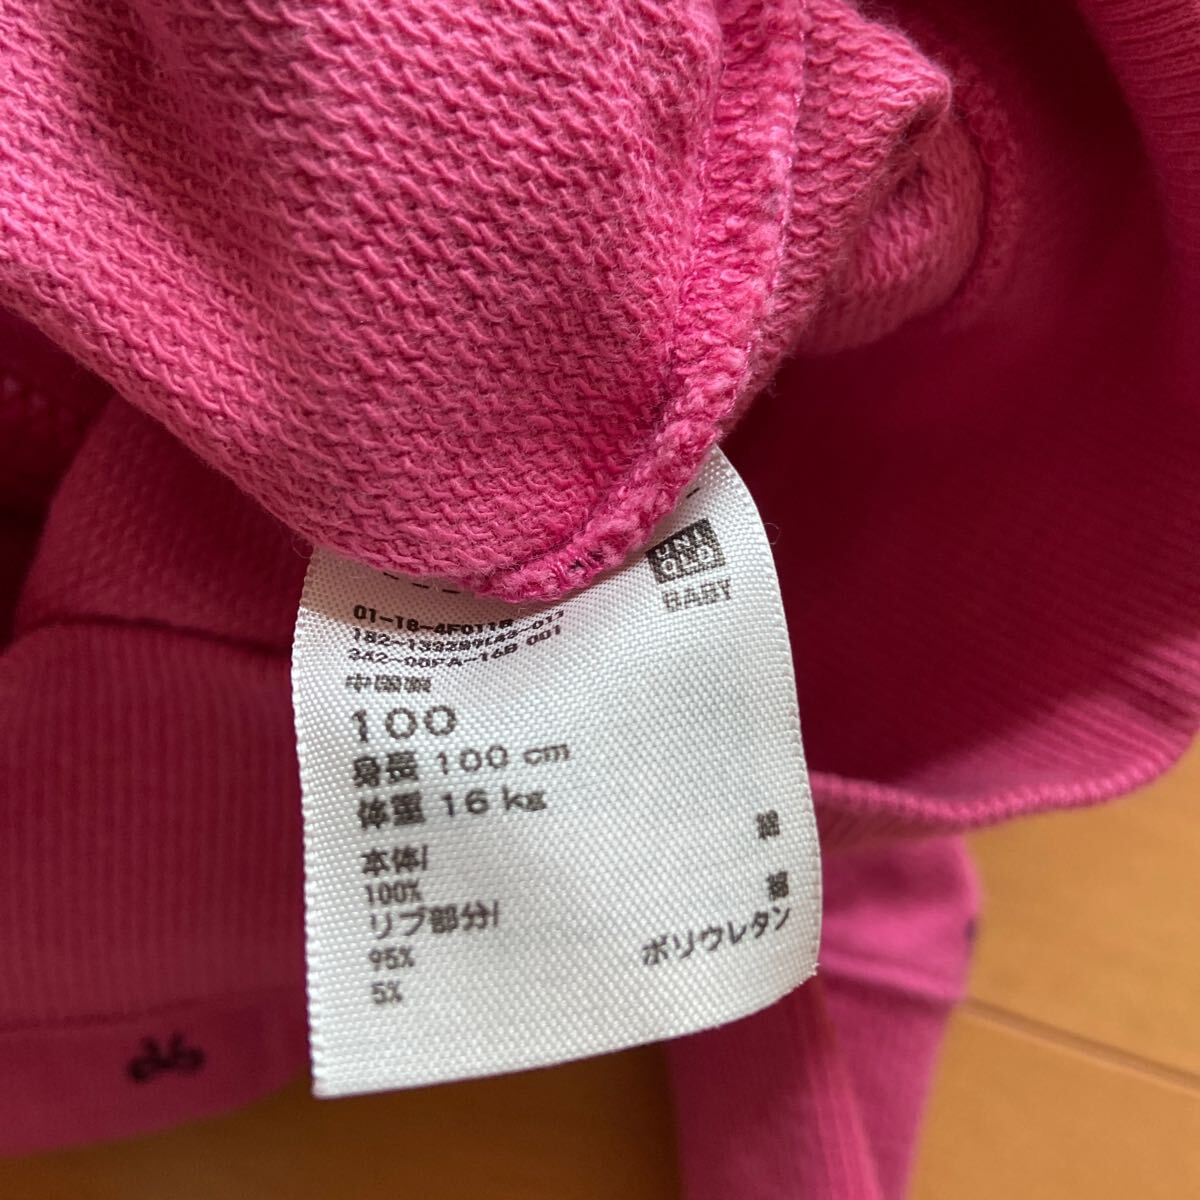 UNI
QLO
BABY
中国製
100
身長 100 cm
体重 16 kg
本体/
100% 綿
リブ部分/
95% 綿
5% ポリウレタン